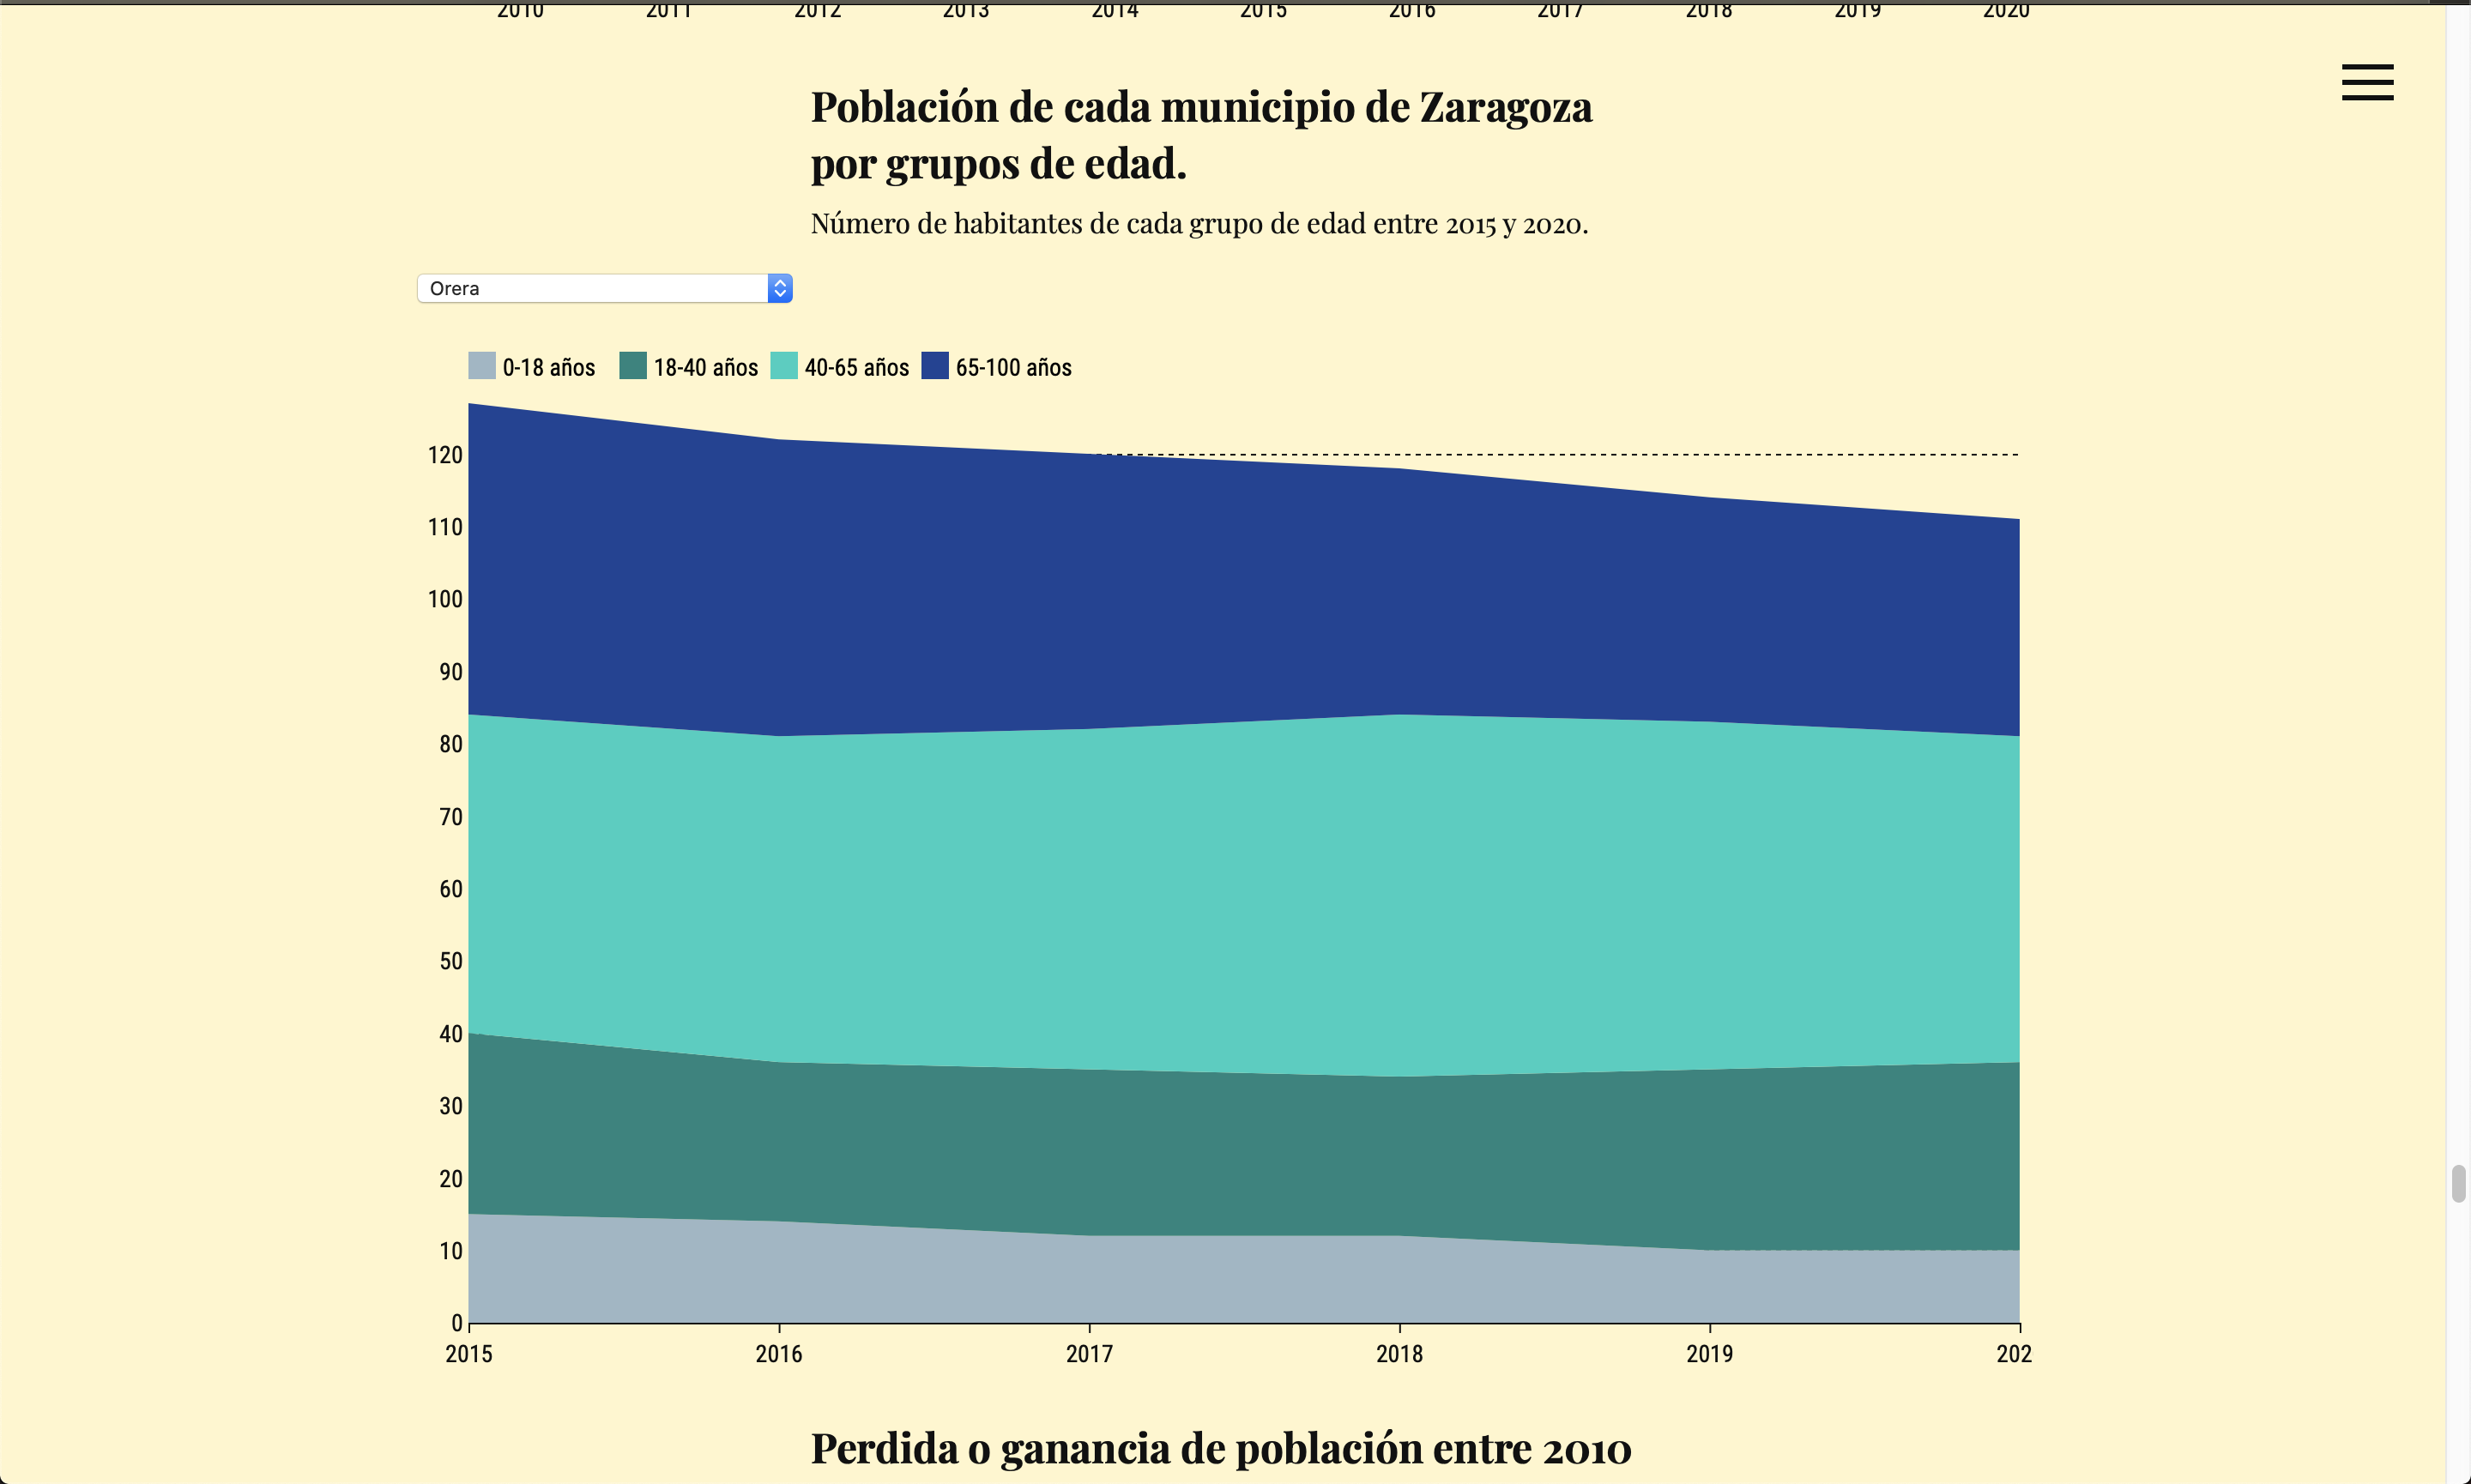 2010 2011 2012 2013 2014 2015 2016 2017 2018 2019 2020
Población de cada municipio de Zaragoza
por grupos de edad.
Número de habitantes de cada grupo de edad entre 2015 y 2020.
Orera
0-18 años 18-40 años 40-65 años 65-100 años
120
110
100
90
80
70
60
50
40
30
20
10
0
2015 2016 2017 2018 2019 202
Perdida o ganancia de población entre 2010